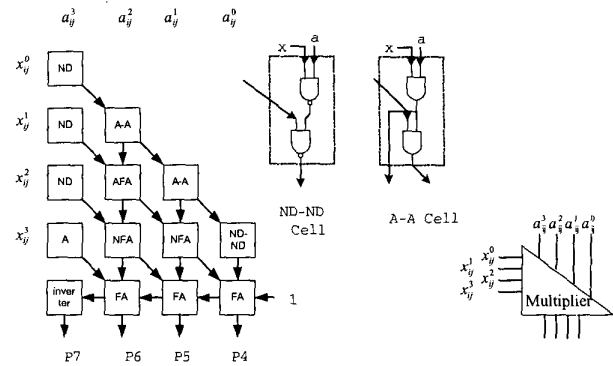 a³ᵢⱼ a²ᵢⱼ a¹ᵢⱼ a⁰ᵢⱼ
x⁰ᵢⱼ ND
x¹ᵢⱼ ND A-A
x²ᵢⱼ ND AFA A-A
x³ᵢⱼ A NFA NFA ND-ND
inverter FA FA FA 1
P7 P6 P5 P4
x a
ND-ND
Cell
x a
A-A Cell
a³ᵢⱼ a²ᵢⱼ a¹ᵢⱼ a⁰ᵢⱼ
x⁰ᵢⱼ
x¹ᵢⱼ
x²ᵢⱼ
x³ᵢⱼ
Multiplier